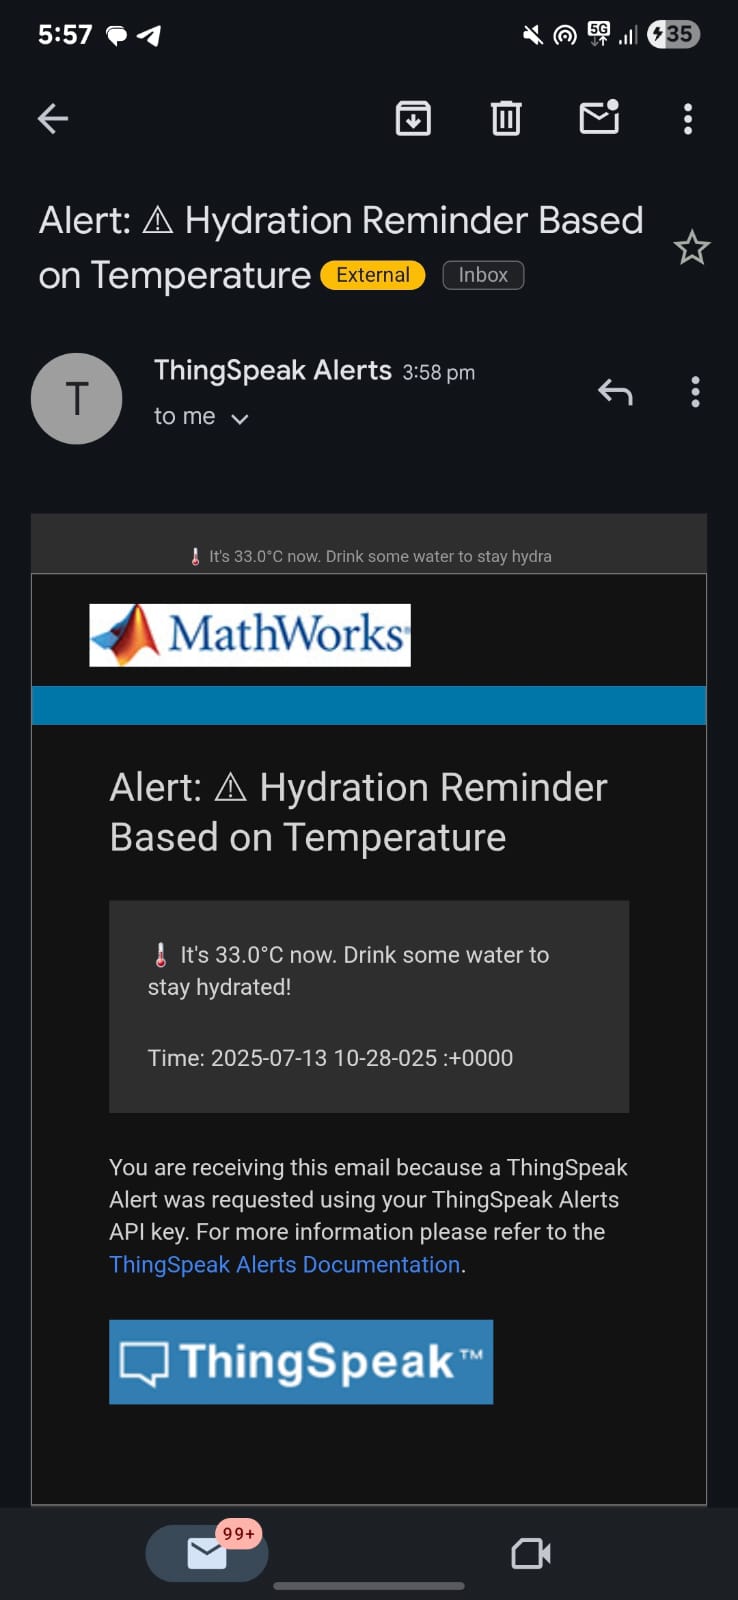 5:57
5G
35
Alert: ⚠ Hydration Reminder Based
on Temperature External Inbox
T
ThingSpeak Alerts 3:58 pm
to me
🌡 It's 33.0°C now. Drink some water to stay hydra
MathWorks®
Alert: ⚠ Hydration Reminder
Based on Temperature
🌡 It's 33.0°C now. Drink some water to
stay hydrated!
Time: 2025-07-13 10-28-025 :+0000
You are receiving this email because a ThingSpeak
Alert was requested using your ThingSpeak Alerts
API key. For more information please refer to the
ThingSpeak Alerts Documentation.
ThingSpeak™
99+